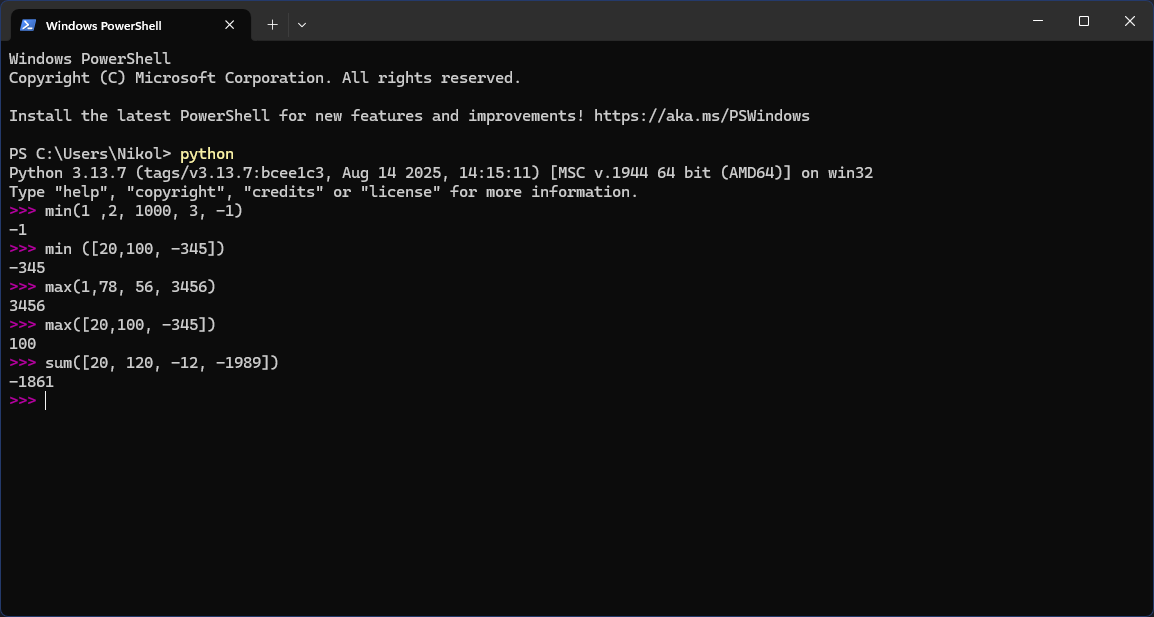 Windows PowerShell
Windows PowerShell
Copyright (C) Microsoft Corporation. All rights reserved.
Install the latest PowerShell for new features and improvements! https://aka.ms/PSWindows
PS C:\Users\Nikol> python
Python 3.13.7 (tags/v3.13.7:bcee1c3, Aug 14 2025, 14:15:11) [MSC v.1944 64 bit (AMD64)] on win32
Type "help", "copyright", "credits" or "license" for more information.
>>> min(1 ,2, 1000, 3, -1)
-1
>>> min ([20,100, -345])
-345
>>> max(1,78, 56, 3456)
3456
>>> max([20,100, -345])
100
>>> sum([20, 120, -12, -1989])
-1861
>>>